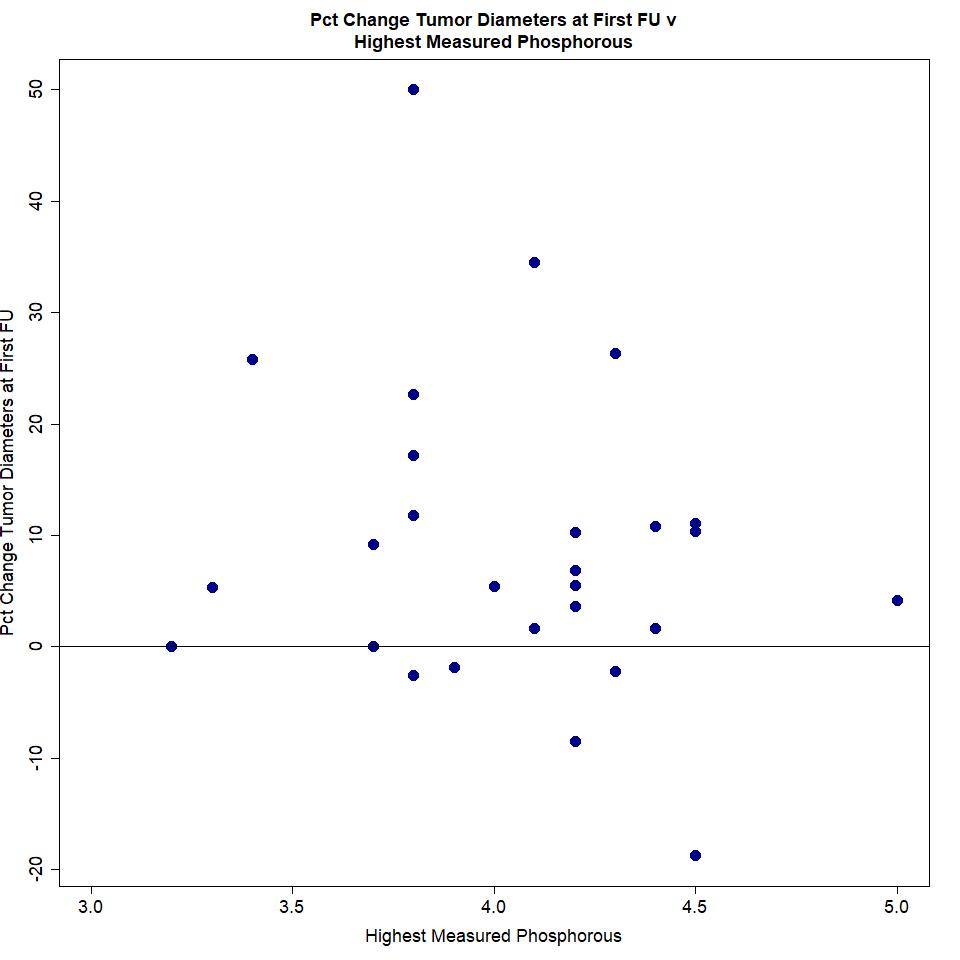 Pct Change Tumor Diameters at First FU v
Highest Measured Phosphorous
Pct Change Tumor Diameters at First FU
50
40
30
20
10
0
-10
-20
3.0 3.5 4.0 4.5 5.0
Highest Measured Phosphorous